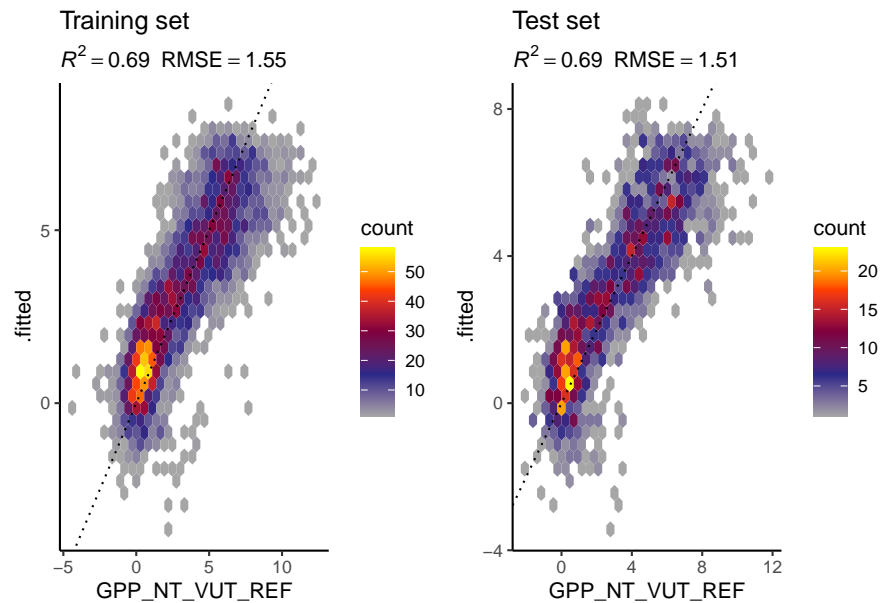 Training set
R² = 0.69 RMSE = 1.55
5
0
−5
0
5
10
GPP_NT_VUT_REF
.fitted
count
50
40
30
20
10
Test set
R² = 0.69 RMSE = 1.51
8
4
0
−4
0
4
8
12
GPP_NT_VUT_REF
.fitted
count
20
15
10
5